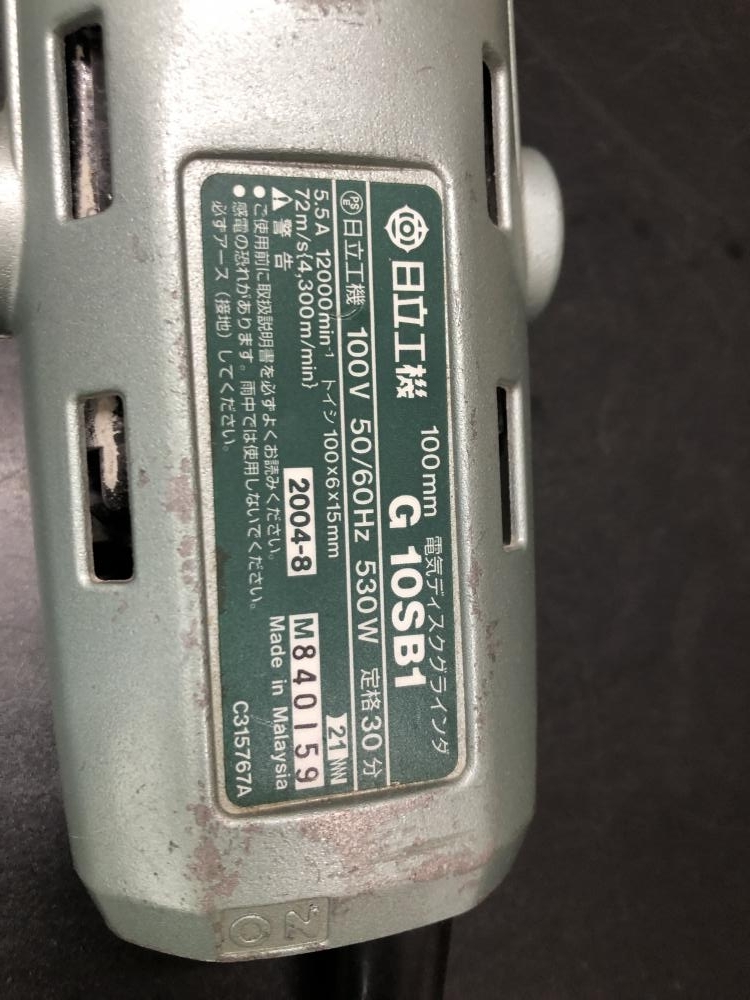 日立工機
100mm 電気ディスクグラインダ
G 10SB1
PSE 日立工機 100V 50/60Hz 530W 定格30分
5.5A 12000/min⁻¹ トイシ 100x6x15mm
72m/s{4,300m/min}
21
警告
2004-8
M840159
●ご使用前に取扱説明書を必ずよくお読みください。
●感電の恐れがあります。雨中では使用しないでください。
必ずアース（接地）してください。
Made in Malaysia
C315767A
NO